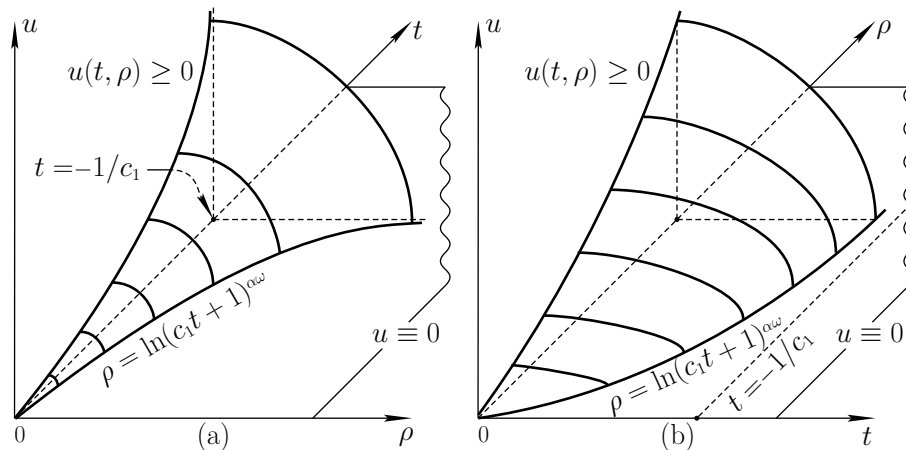 u
t
u(t, ρ) ≥ 0
t = -1/c₁
ρ = ln(c₁t + 1)^{αω}
u ≡ 0
0
ρ
(a)
u
ρ
u(t, ρ) ≥ 0
ρ = ln(c₁t + 1)^{αω}
t = -1/c₁
u ≡ 0
0
t
(b)